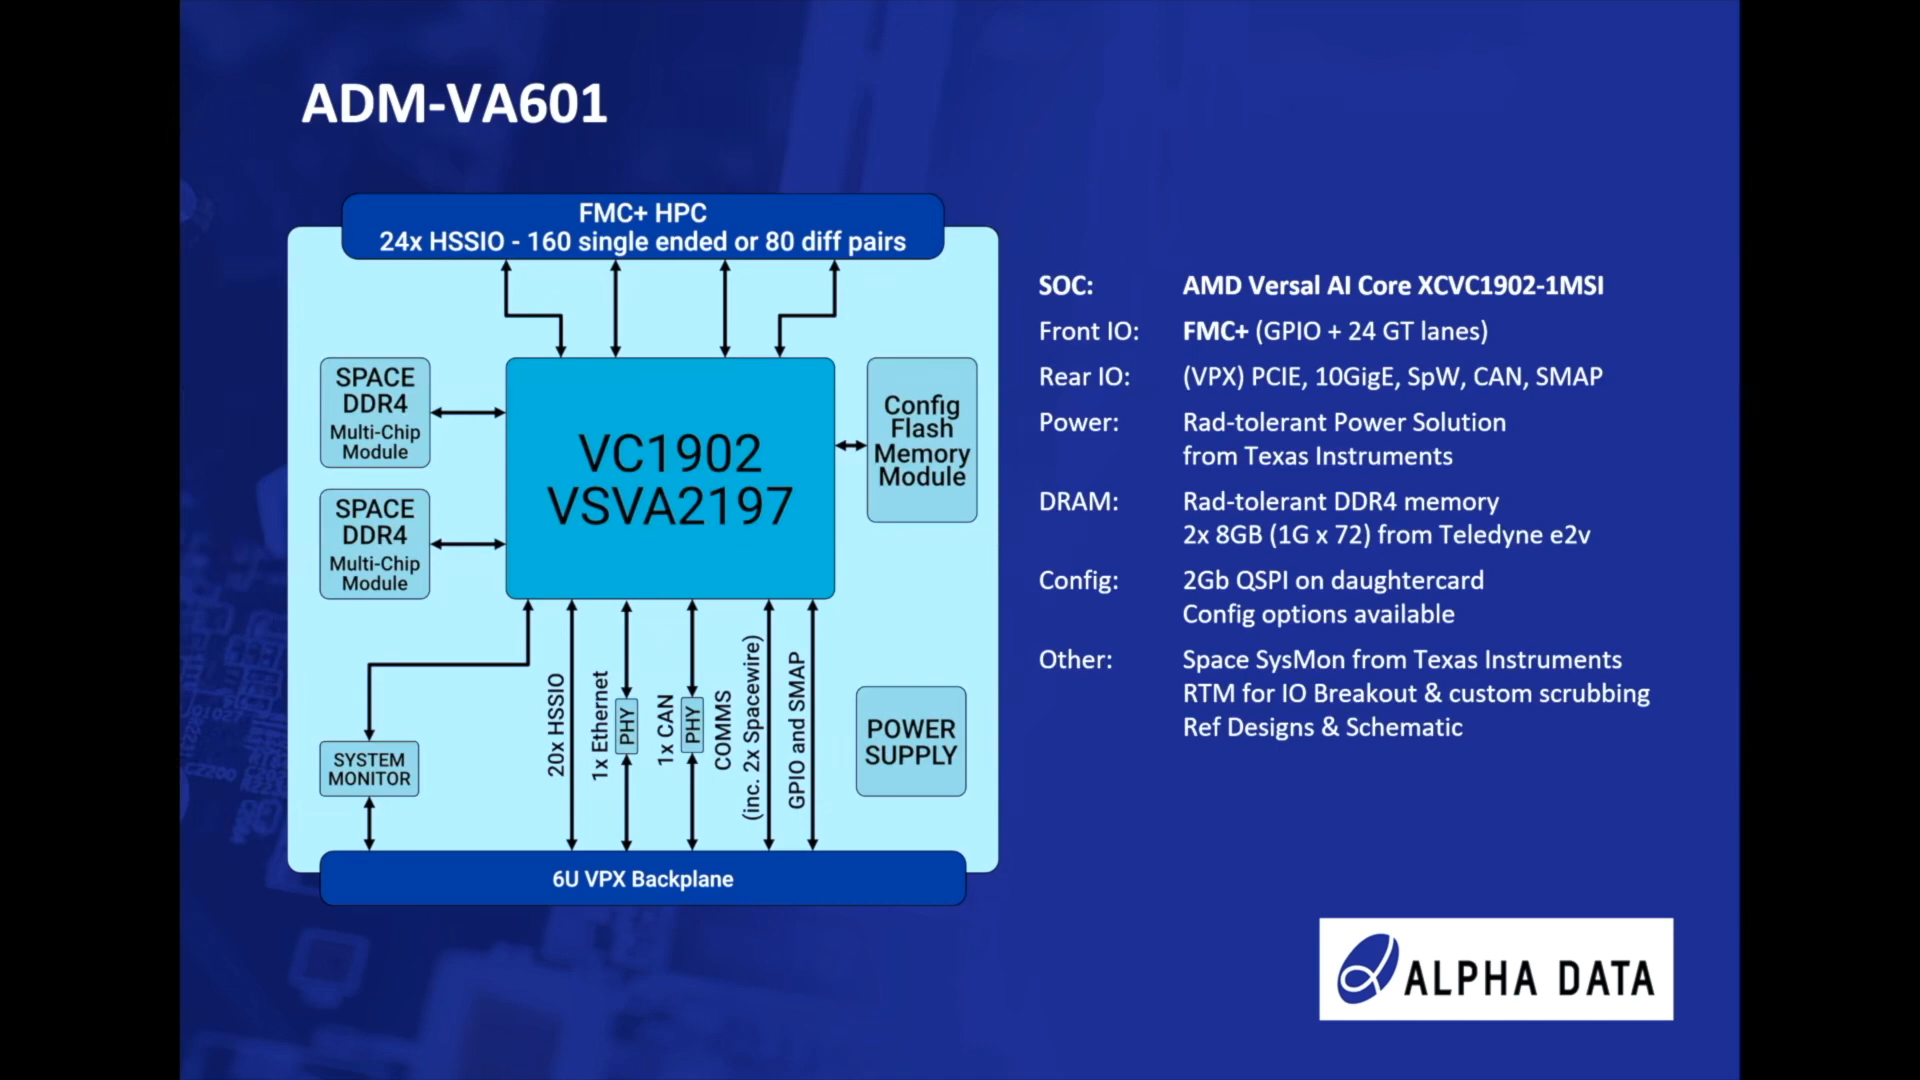 ADM-VA601
FMC+ HPC
24x HSSIO - 160 single ended or 80 diff pairs
SPACE
DDR4
Multi-Chip
Module
SPACE
DDR4
Multi-Chip
Module
VC1902
VSVA2197
Config
Flash
Memory
Module
SYSTEM
MONITOR
20x HSSIO
1x Ethernet
PHY
1x CAN
PHY
COMMS
(inc. 2x Spacewire)
GPIO and SMAP
POWER
SUPPLY
6U VPX Backplane
SOC: AMD Versal AI Core XCVC1902-1MSI
Front IO: FMC+ (GPIO + 24 GT lanes)
Rear IO: (VPX) PCIE, 10GigE, SpW, CAN, SMAP
Power: Rad-tolerant Power Solution
from Texas Instruments
DRAM: Rad-tolerant DDR4 memory
2x 8GB (1G x 72) from Teledyne e2v
Config: 2Gb QSPI on daughtercard
Config options available
Other: Space SysMon from Texas Instruments
RTM for IO Breakout & custom scrubbing
Ref Designs & Schematic
ALPHA DATA